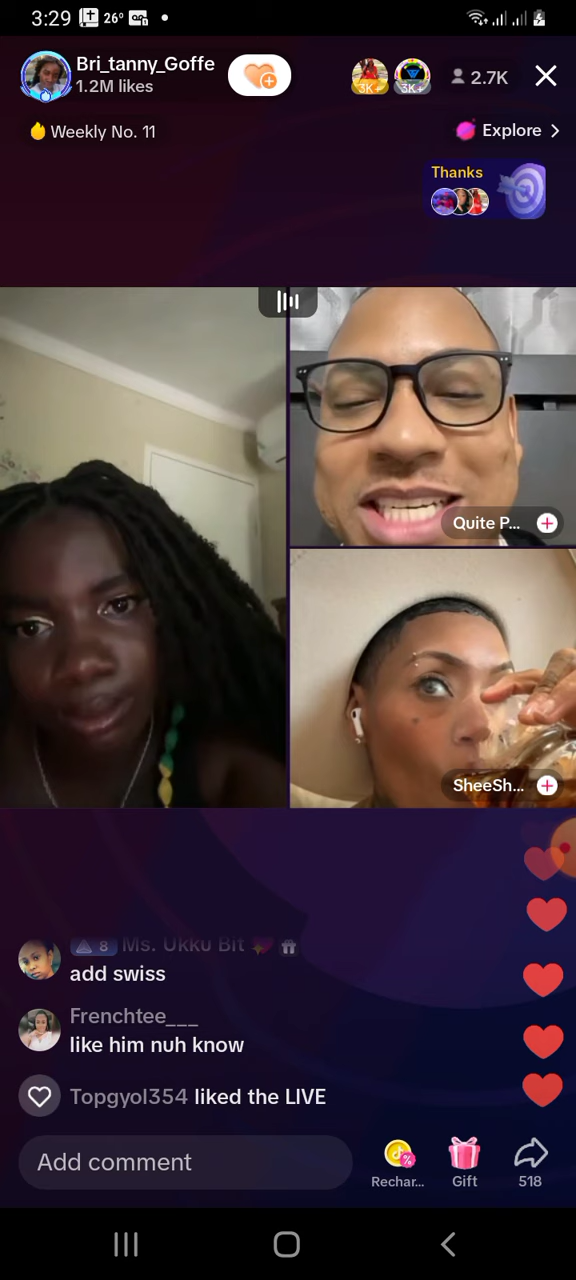 3:29
26°
Bri_tanny_Goffe
1.2M likes
3K+
3K+
2.7K
Weekly No. 11
Explore
Thanks
Quite P...
SheeSh...
8 Ms. Ukku Bit
add swiss
Frenchtee___
like him nuh know
Topgyol354 liked the LIVE
Add comment
Rechar...
Gift
518